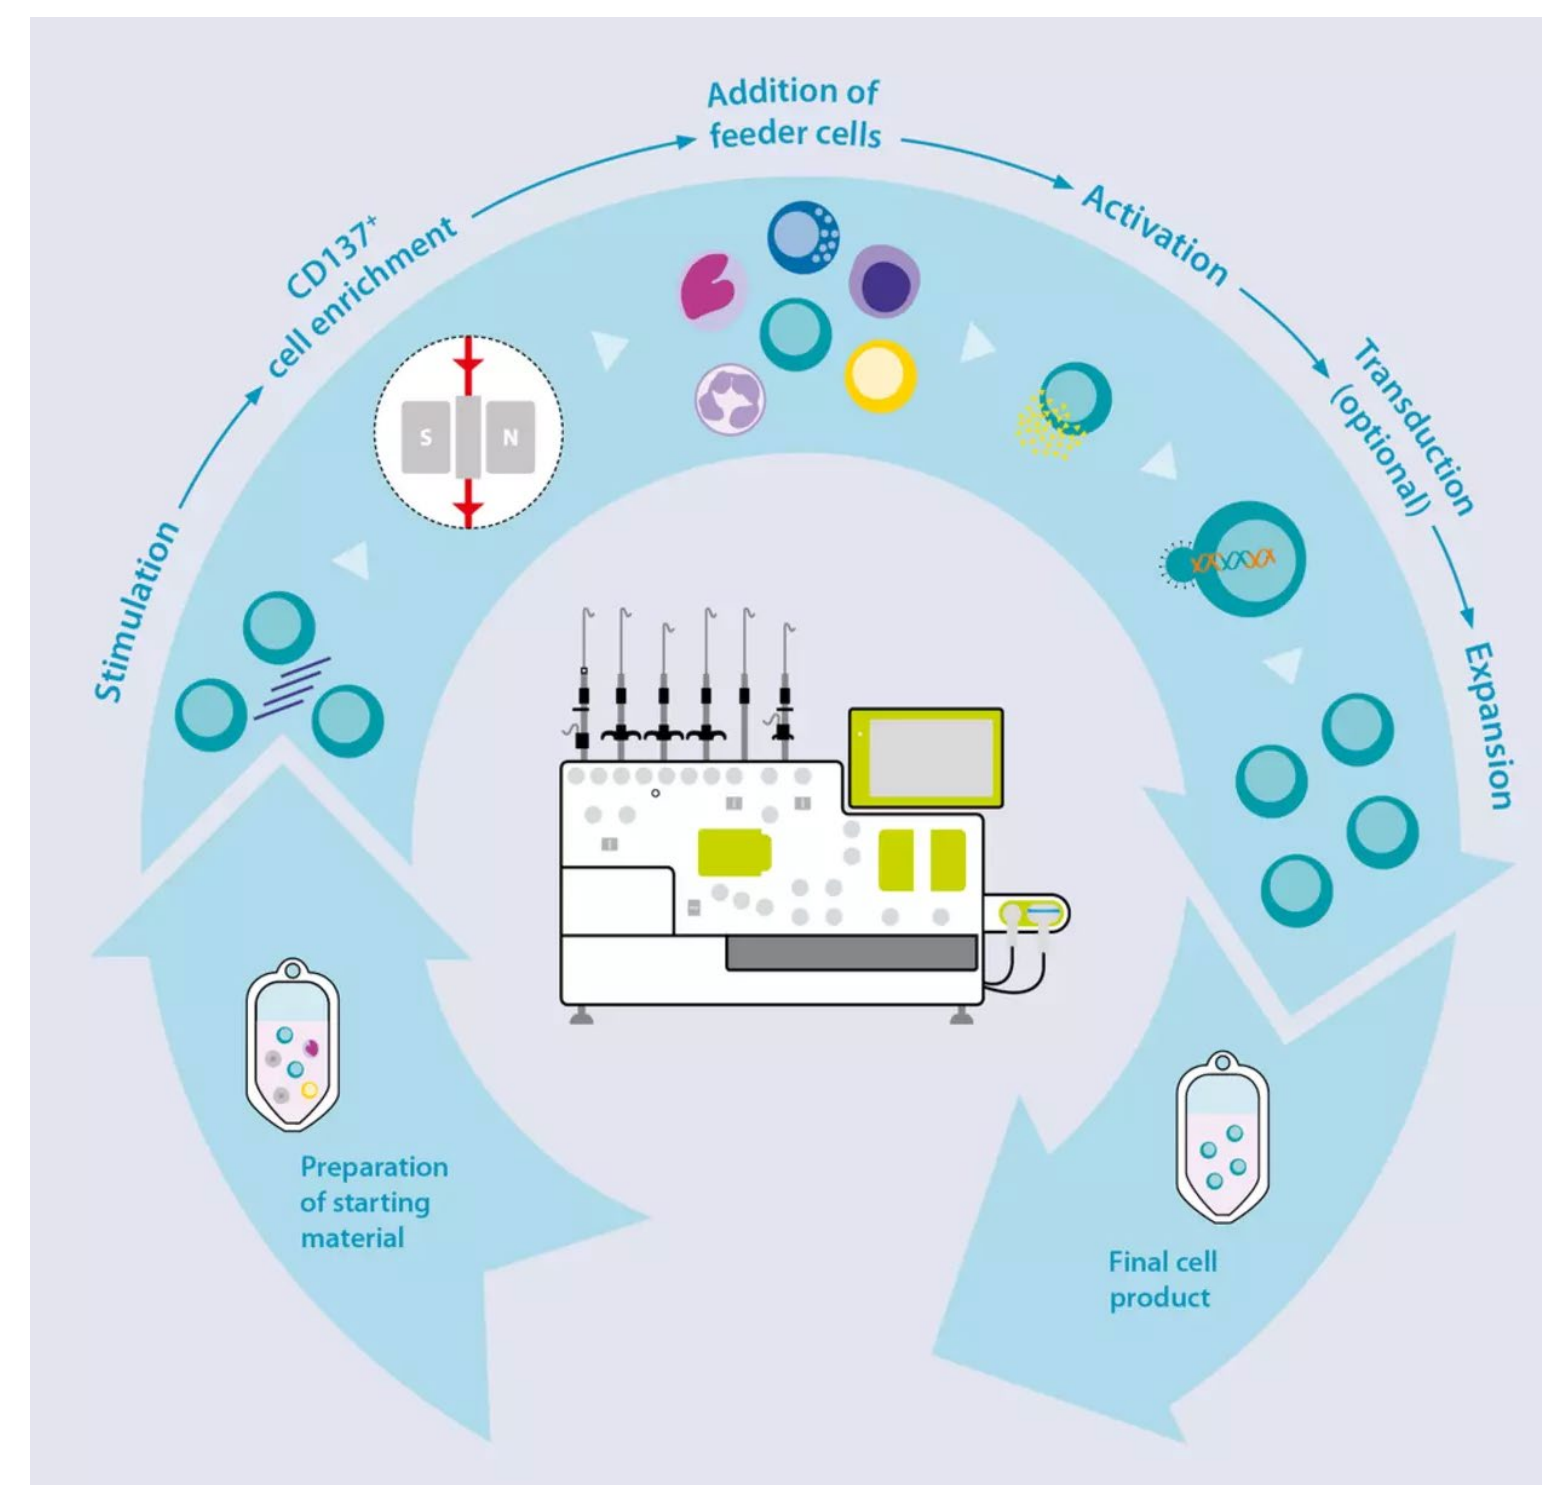 Addition of
feeder cells
CD137⁺
cell enrichment
Activation
Transduction
(optional)
S
N
Stimulation
Expansion
Preparation
of starting
material
Final cell
product